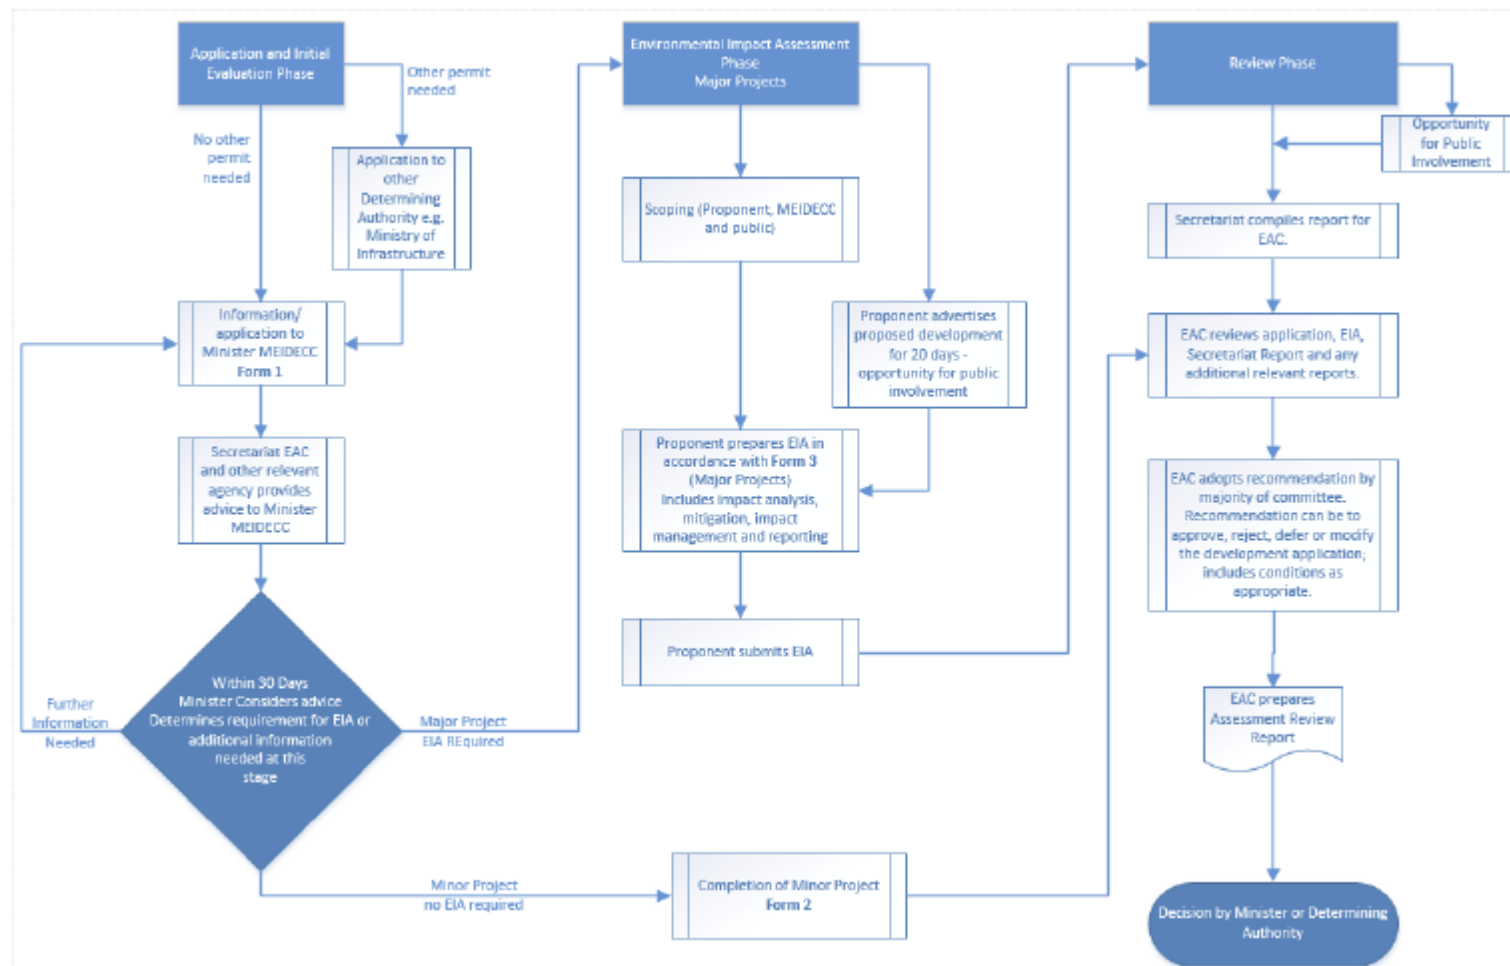 Application and Initial
Evaluation Phase
Other permit
needed
No other
permit
needed
Application to
other
Determining
Authority e.g.
Ministry of
Infrastructure
Information/
application to
Minister MEIDECC
Form 1
Secretariat EAC
and other relevant
agency provides
advice to Minister
MEIDECC
Within 30 Days
Minister Considers advice
Determines requirement for EIA or
additional information
needed at this
stage
Further
Information
Needed
Major Project
EIA REquired
Minor Project
no EIA required
Environmental Impact Assessment
Phase
Major Projects
Scoping (Proponent, MEIDECC
and public)
Proponent advertises
proposed development
for 20 days -
opportunity for public
involvement
Proponent prepares EIA in
accordance with Form 3
(Major Projects)
Includes impact analysis,
mitigation, impact
management and reporting
Proponent submits EIA
Completion of Minor Project
Form 2
Review Phase
Opportunity
for Public
Involvement
Secretariat compiles report for
EAC.
EAC reviews application, EIA,
Secretariat Report and any
additional relevant reports.
EAC adopts recommendation by
majority of committee.
Recommendation can be to
approve, reject, defer or modify
the development application;
includes conditions as
appropriate.
EAC prepares
Assessment Review
Report
Decision by Minister or Determining
Authority